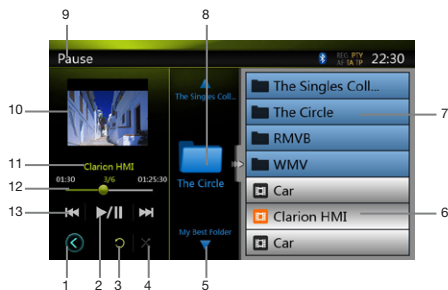 9
8
Pause
REG PTY
AF TA TP
22:30
10
The Singles Coll...
The Singles Coll...
The Circle
7
RMVB
11
Clarion HMI
WMV
12
01:30
3/6
01:25:30
The Circle
Car
13
Clarion HMI
6
My Best Folder
Car
1
2
3
4
5